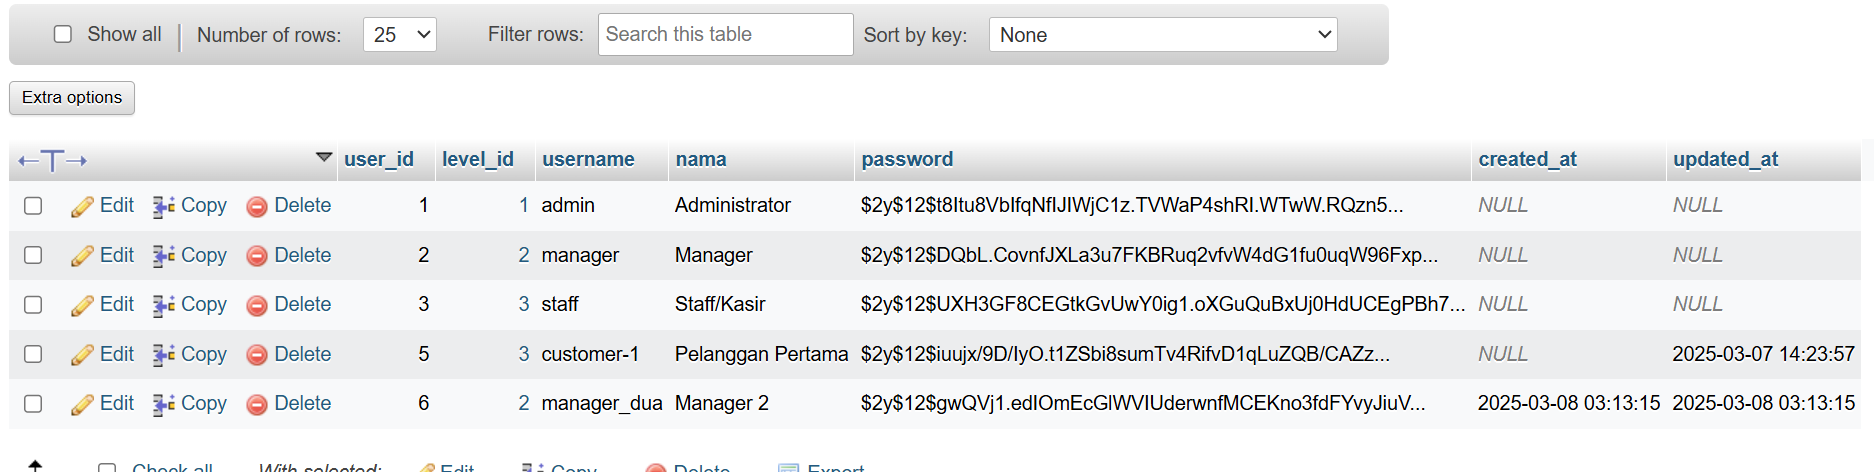 Show all | Number of rows: 25 Filter rows: Search this table Sort by key: None
Extra options
←T→ user_id level_id username nama password created_at updated_at
Edit Copy Delete 1 1 admin Administrator $2y$12$t8Itu8VbIfqNfIJIWjC1z.TVWaP4shRI.WTwW.RQzn5... NULL NULL
Edit Copy Delete 2 2 manager Manager $2y$12$DQbL.CovnfJXLa3u7FKBRuq2vfvW4dG1fu0uqW96Fxp... NULL NULL
Edit Copy Delete 3 3 staff Staff/Kasir $2y$12$UXH3GF8CEGtkGvUwY0ig1.oXGuQuBxUj0HdUCEgPBh7... NULL NULL
Edit Copy Delete 5 3 customer-1 Pelanggan Pertama $2y$12$iuujx/9D/IyO.t1ZSbi8sumTv4RifvD1qLuZQB/CAZz... NULL 2025-03-07 14:23:57
Edit Copy Delete 6 2 manager_dua Manager 2 $2y$12$gwQVj1.edIOmEcGlWVIUderwnfMCEKno3fdFYvyJiuV... 2025-03-08 03:13:15 2025-03-08 03:13:15
Check all With selected: Edit Copy Delete Export